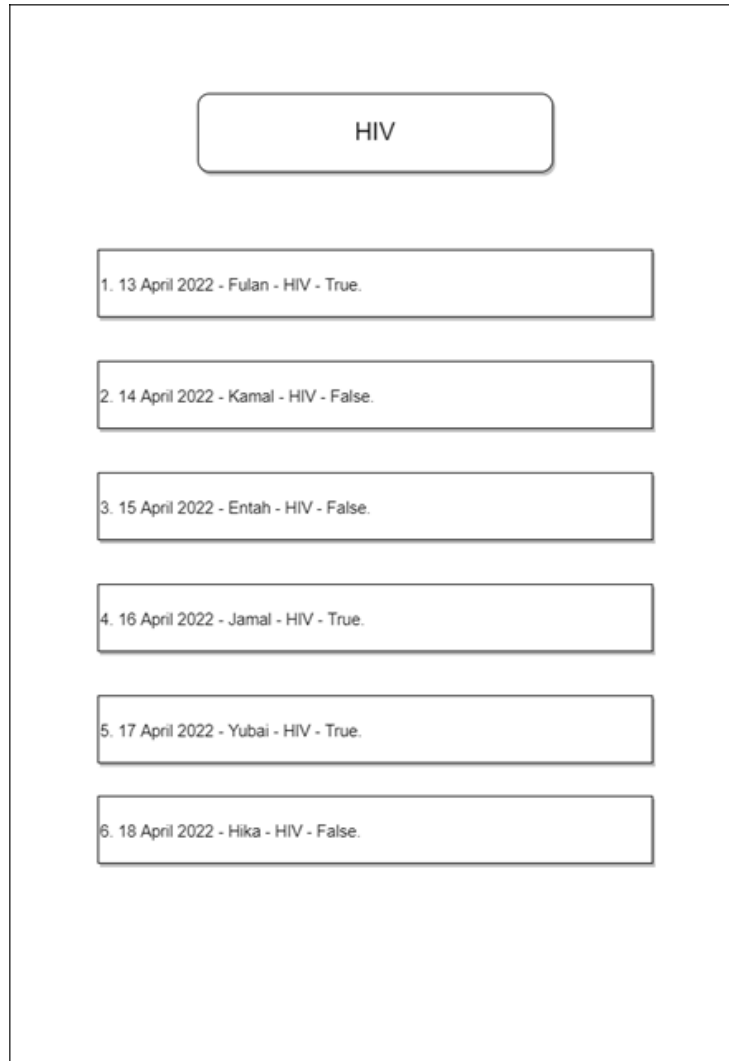 HIV
1. 13 April 2022 - Fulan - HIV - True.
2. 14 April 2022 - Kamal - HIV - False.
3. 15 April 2022 - Entah - HIV - False.
4. 16 April 2022 - Jamal - HIV - True.
5. 17 April 2022 - Yubai - HIV - True.
6. 18 April 2022 - Hika - HIV - False.